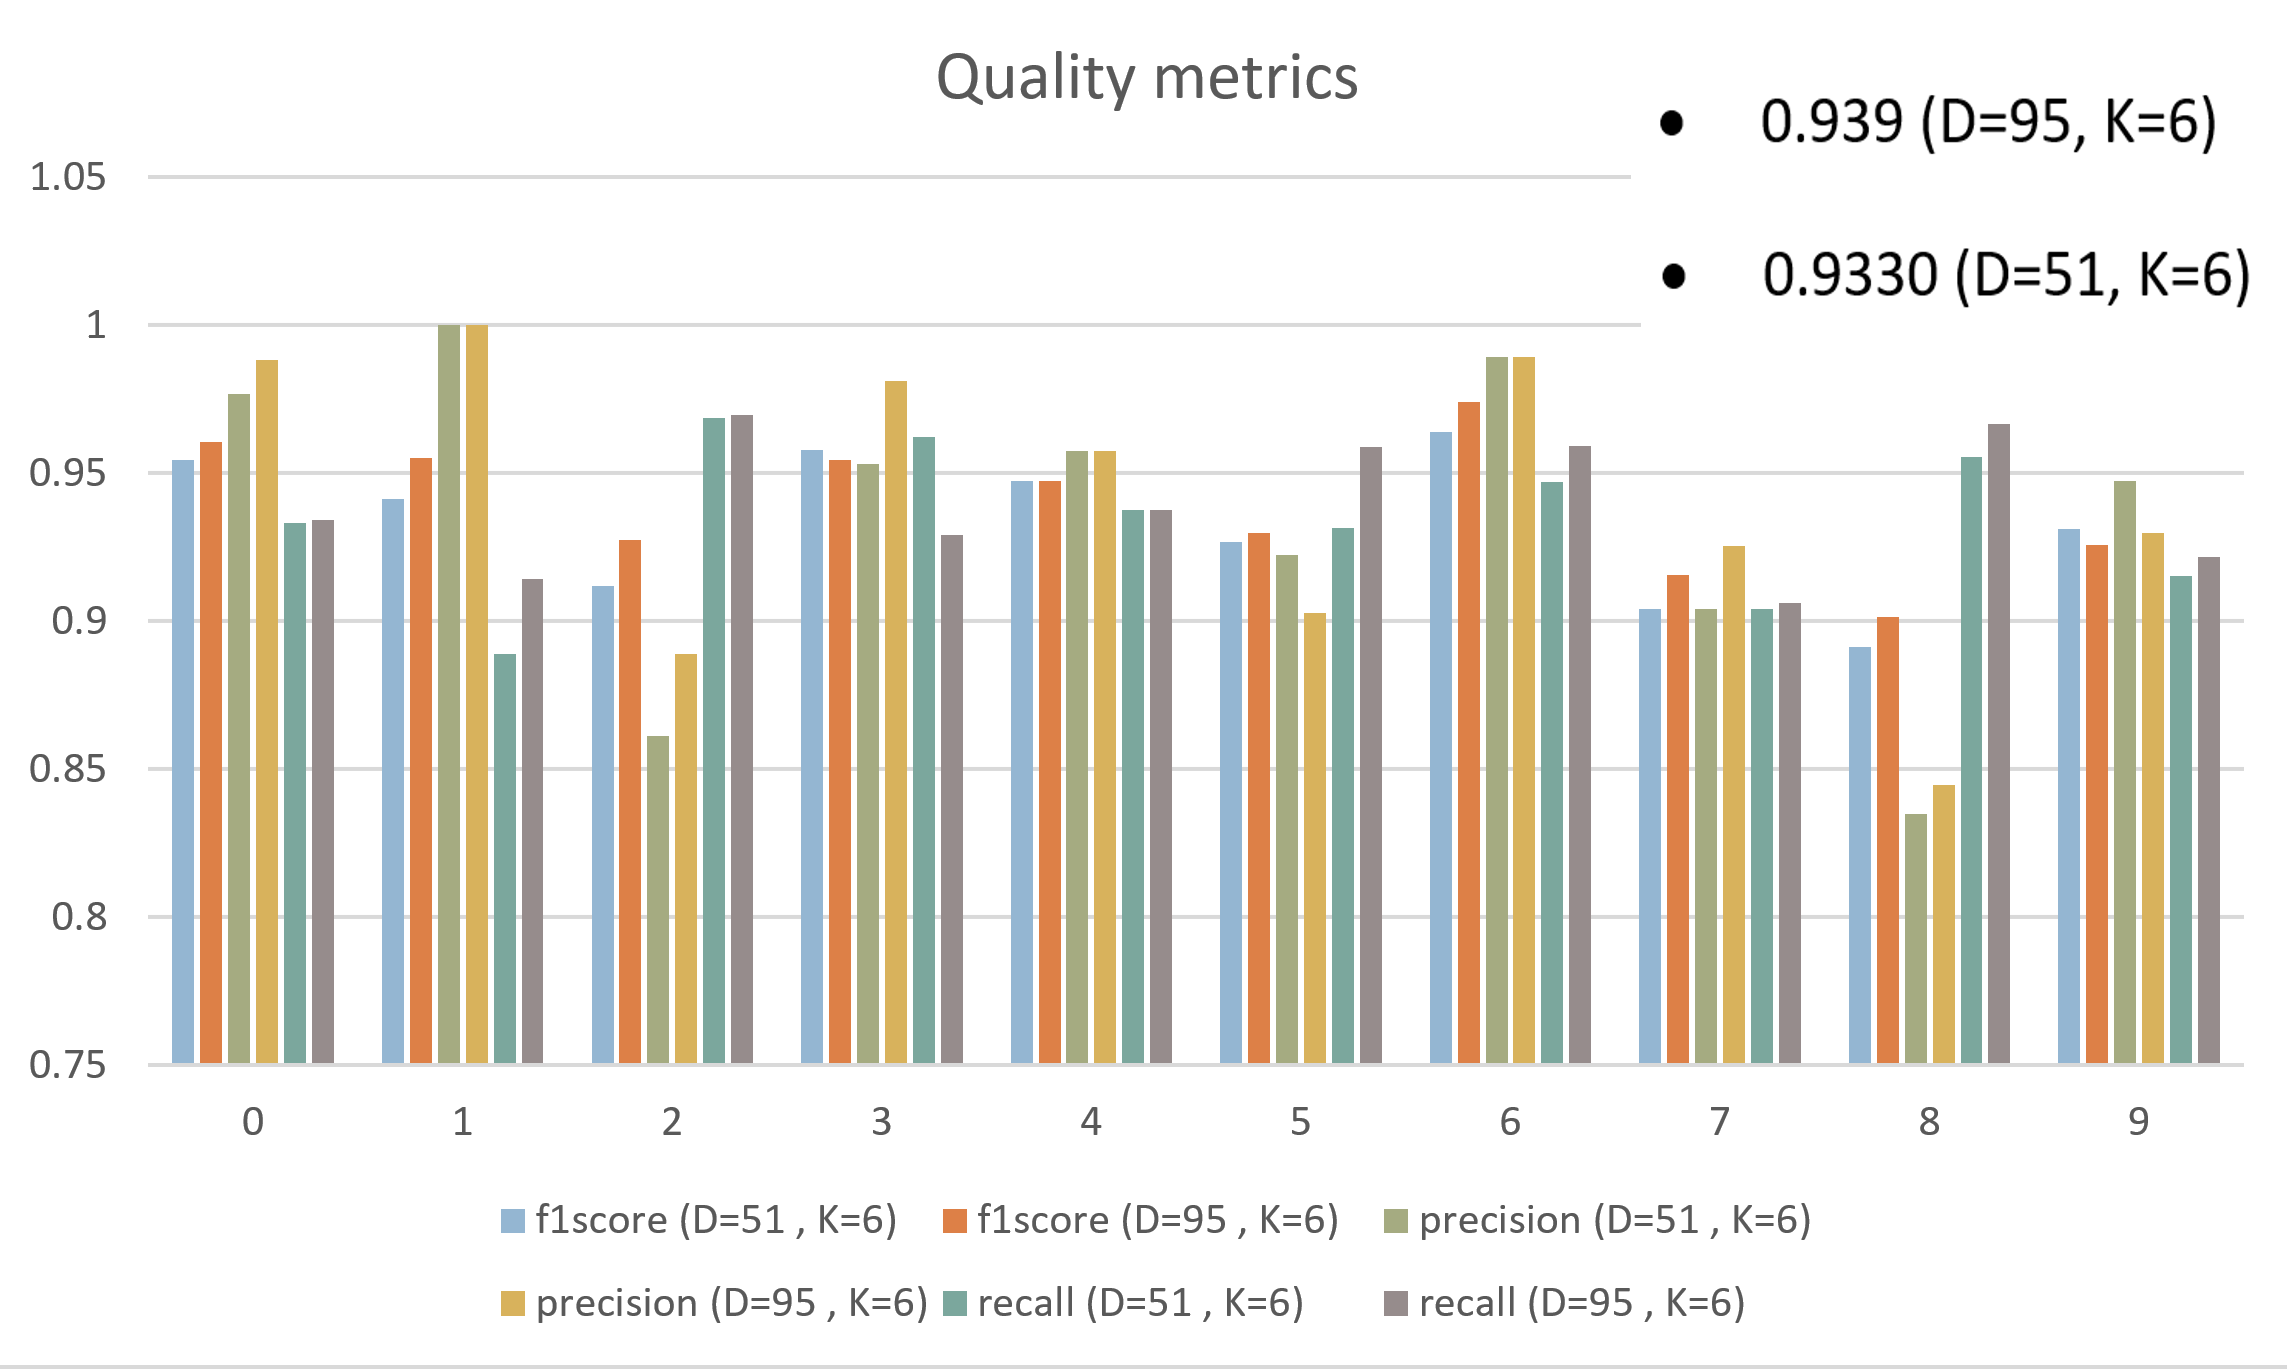 Quality metrics
• 0.939 (D=95, K=6)
• 0.9330 (D=51, K=6)
1.05
1
0.95
0.9
0.85
0.8
0.75
0 1 2 3 4 5 6 7 8 9
f1score (D=51 , K=6) f1score (D=95 , K=6) precision (D=51 , K=6)
precision (D=95 , K=6) recall (D=51 , K=6) recall (D=95 , K=6)